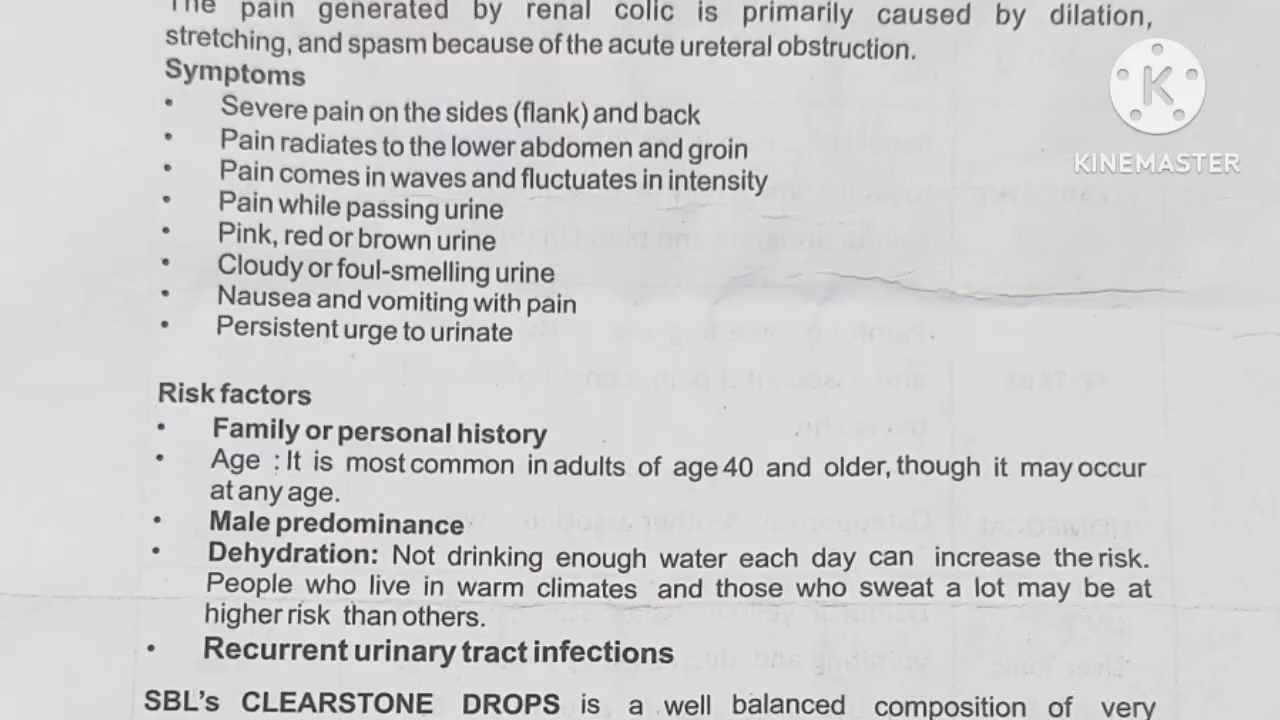 The pain generated by renal colic is primarily caused by dilation,
stretching, and spasm because of the acute ureteral obstruction.
Symptoms
• Severe pain on the sides (flank) and back
• Pain radiates to the lower abdomen and groin
• Pain comes in waves and fluctuates in intensity
• Pain while passing urine
• Pink, red or brown urine
• Cloudy or foul-smelling urine
• Nausea and vomiting with pain
• Persistent urge to urinate
Risk factors
• Family or personal history
• Age : It is most common in adults of age 40 and older, though it may occur
at any age.
• Male predominance
• Dehydration: Not drinking enough water each day can increase the risk.
People who live in warm climates and those who sweat a lot may be at
higher risk than others.
• Recurrent urinary tract infections
SBL's CLEARSTONE DROPS is a well balanced composition of very
K
KINEMASTER